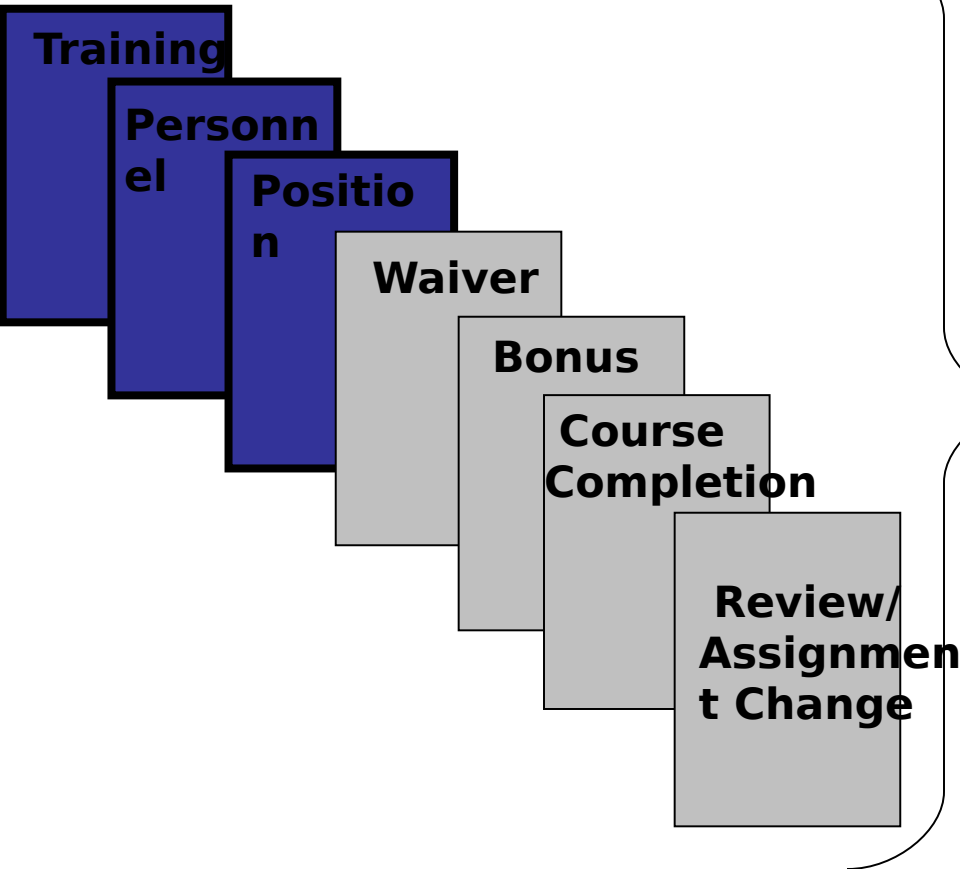 Training
Personn
el
Positio
n
Waiver
Bonus
Course
Completion
Review/
Assignmen
t Change